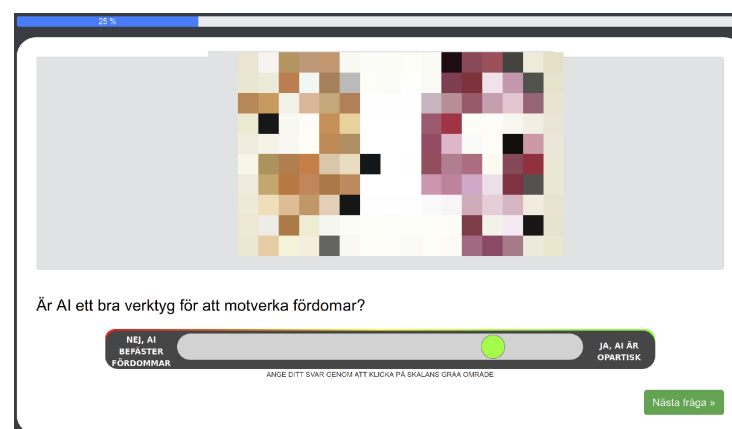 25 %
Är AI ett bra verktyg för att motverka fördomar?
NEJ, AI
BEFÄSTER
FÖRDOMMAR
JA, AI ÄR
OPARTISK
ANGE DITT SVAR GENOM ATT KLICKA PÅ SKALANS GRÅA OMRÅDE
Nästa fråga »